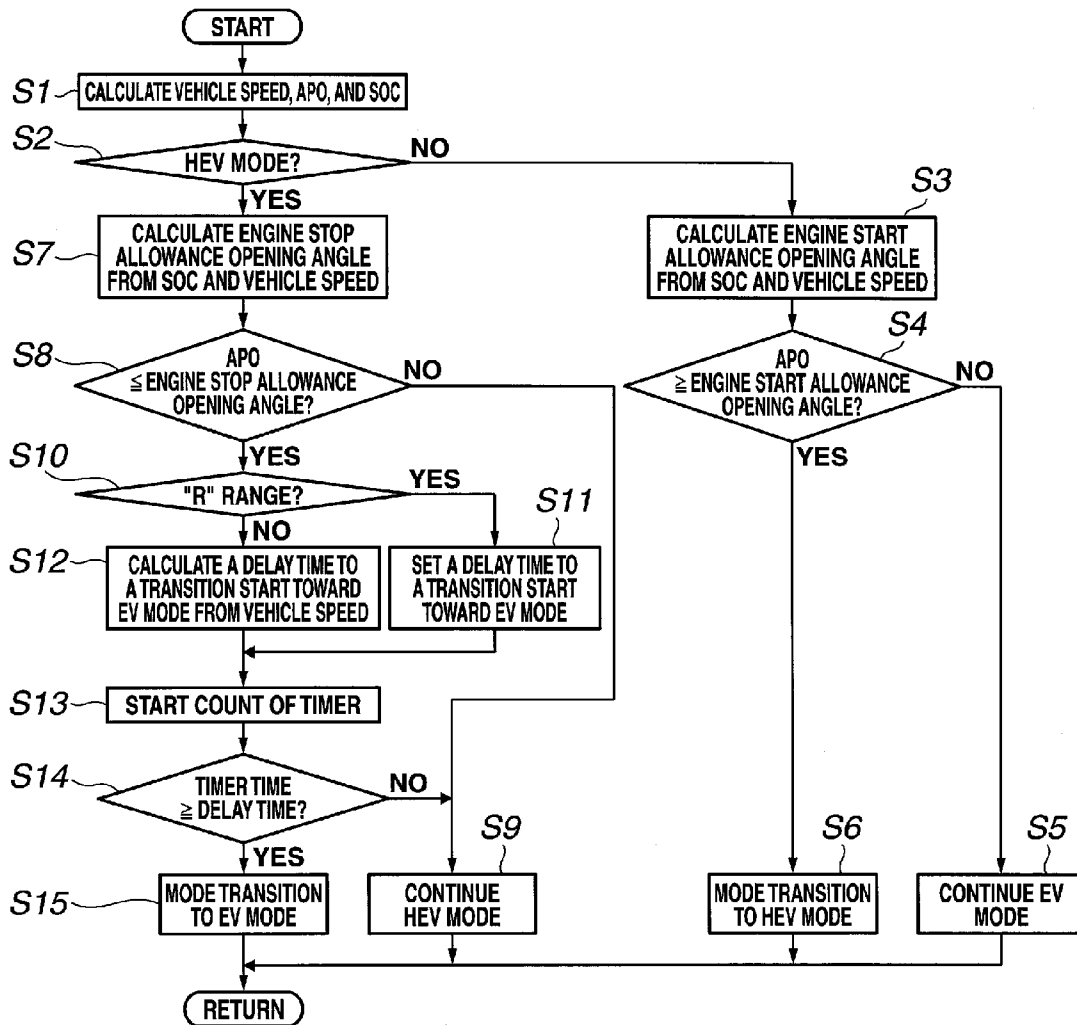 START
S1
CALCULATE VEHICLE SPEED, APO, AND SOC
S2
HEV MODE?
NO
YES
S3
S7
CALCULATE ENGINE STOP
ALLOWANCE OPENING ANGLE
FROM SOC AND VEHICLE SPEED
CALCULATE ENGINE START
ALLOWANCE OPENING ANGLE
FROM SOC AND VEHICLE SPEED
S8
APO
≦ ENGINE STOP ALLOWANCE
OPENING ANGLE?
NO
YES
S4
APO
≧ ENGINE START ALLOWANCE
OPENING ANGLE?
NO
YES
S10
"R" RANGE?
YES
NO
S11
S12
CALCULATE A DELAY TIME TO
A TRANSITION START TOWARD
EV MODE FROM VEHICLE SPEED
SET A DELAY TIME TO
A TRANSITION START
TOWARD EV MODE
S13
START COUNT OF TIMER
S14
TIMER TIME
≧ DELAY TIME?
NO
YES
S9
S6
S5
S15
MODE TRANSITION
TO EV MODE
CONTINUE
HEV MODE
MODE TRANSITION
TO HEV MODE
CONTINUE EV
MODE
RETURN